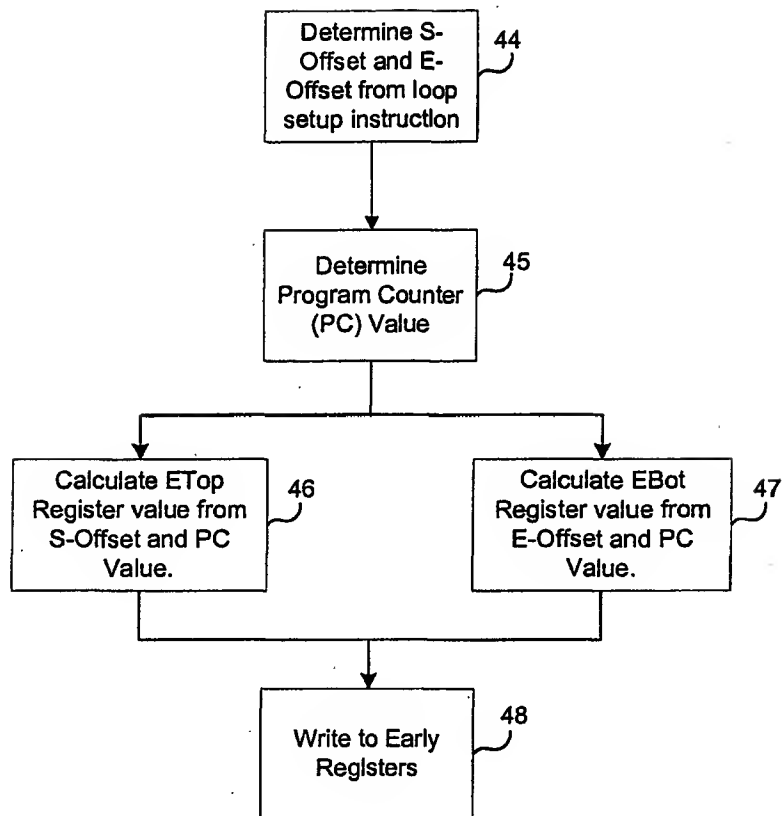 Determine S-
Offset and E-
Offset from loop
setup instruction
44
Determine
Program Counter
(PC) Value
45
Calculate ETop
Register value from
S-Offset and PC
Value.
46
Calculate EBot
Register value from
E-Offset and PC
Value.
47
Write to Early
Registers
48